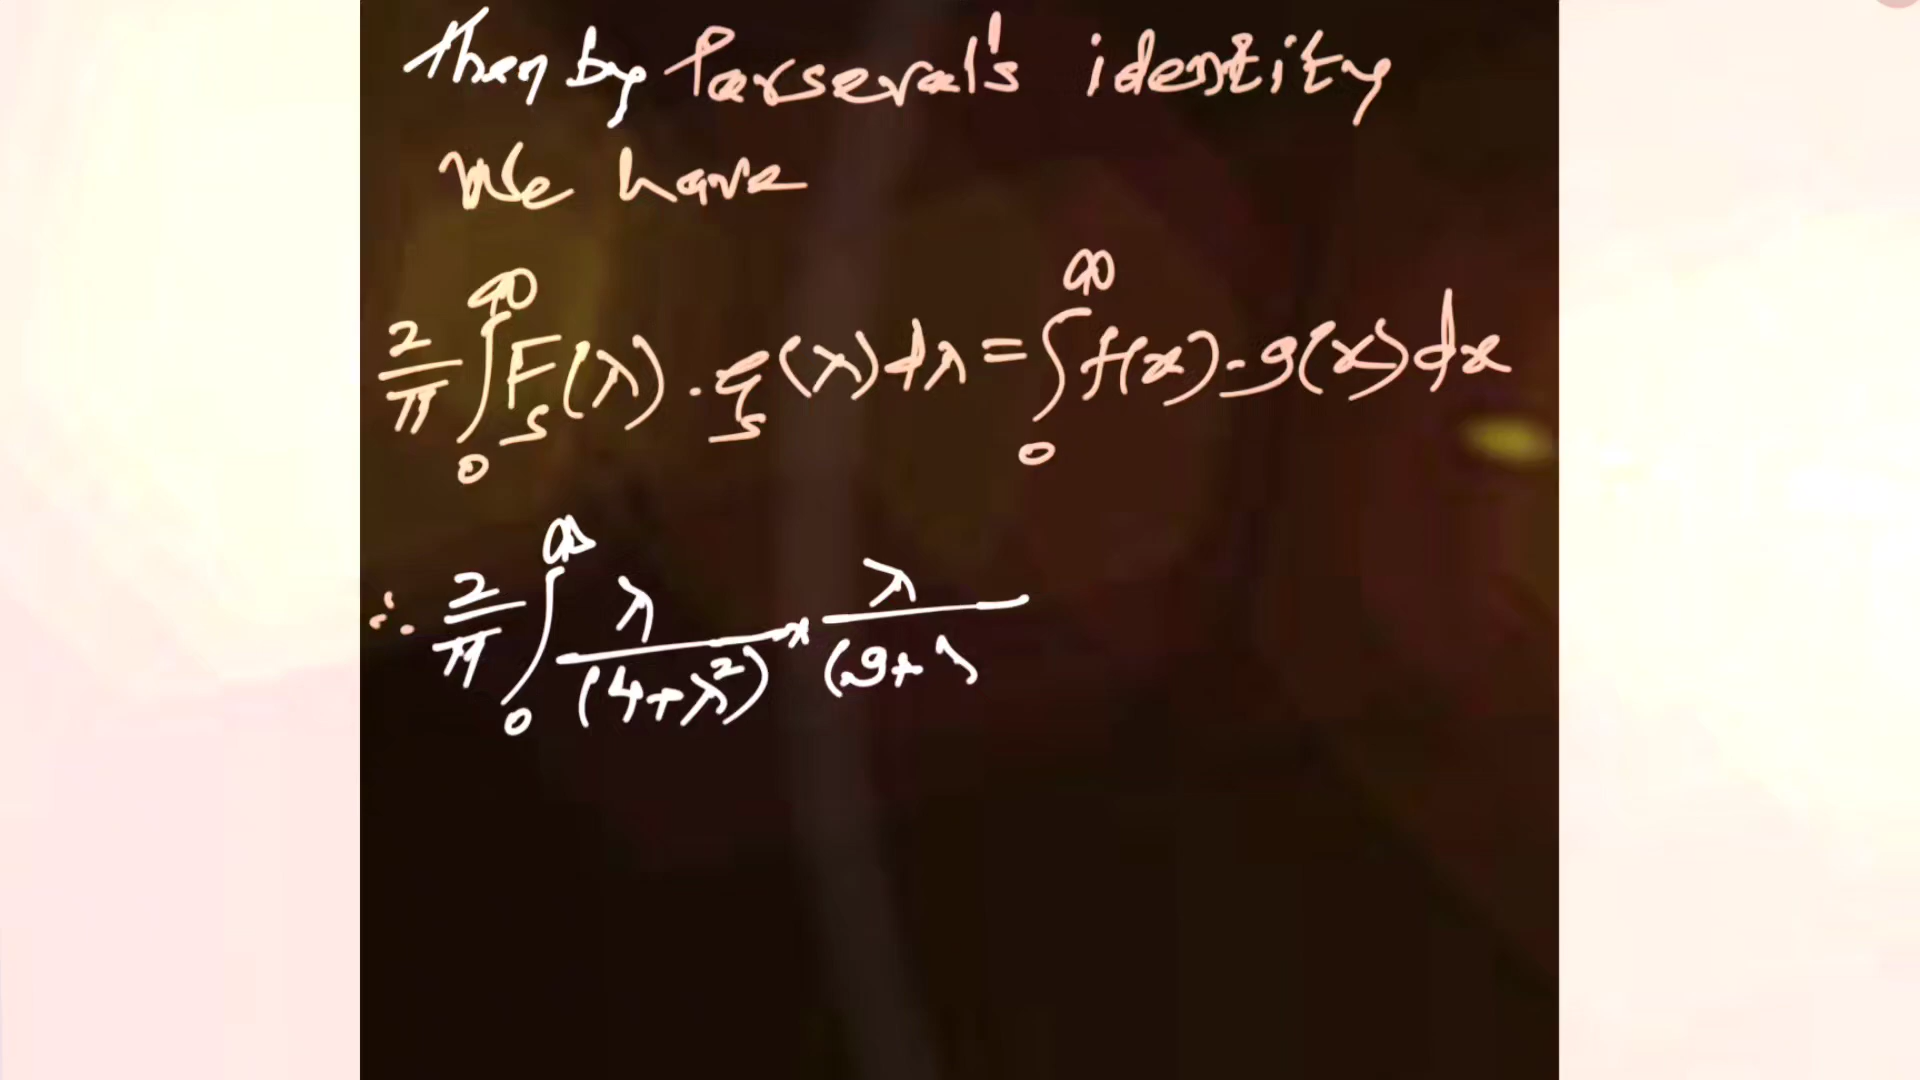 then by Parseval's identity
We have
2/π ∫₀^∞ F_s(λ) . G_s(λ) dλ = ∫₀^∞ f(x) . g(x) dx
∴ 2/π ∫₀^∞ λ/(4+λ²) × λ/(9+